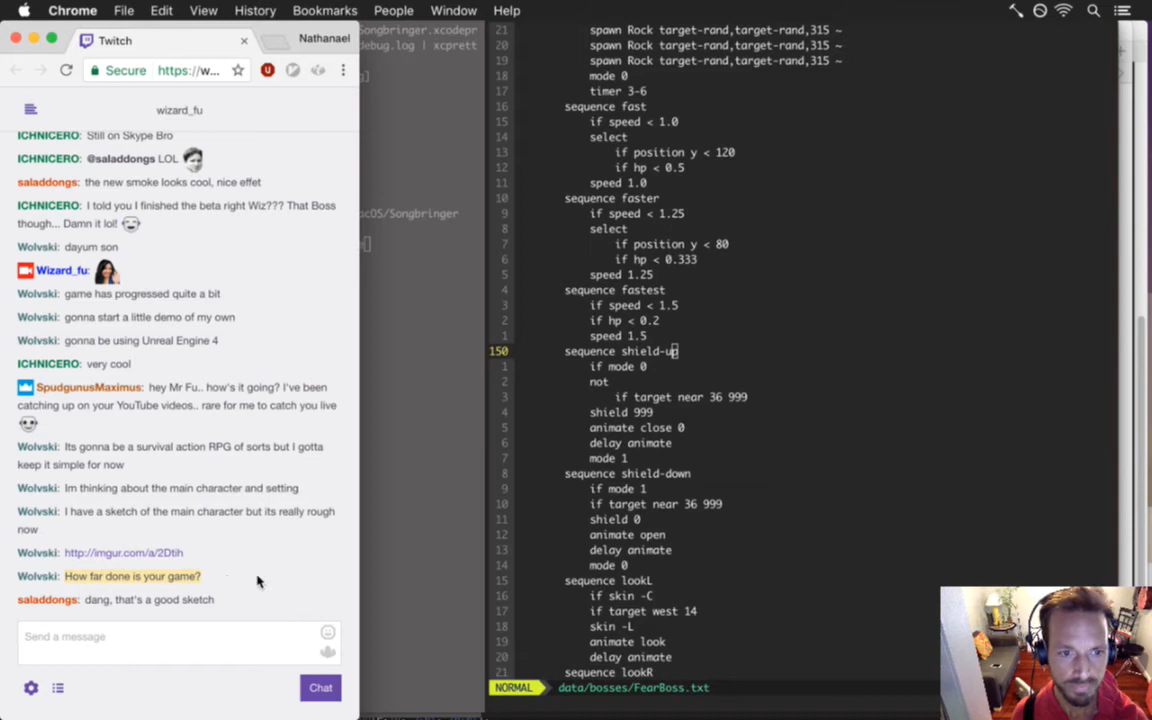 Chrome File Edit View History Bookmarks People Window Help
Twitch
Nathanael
Secure https://w...
wizard_fu
ICHNICERO: Still on Skype Bro
ICHNICERO: @saladdongs LOL
saladdongs: the new smoke looks cool, nice effet
ICHNICERO: I told you I finished the beta right Wiz??? That Boss
though... Damn it lol!
Wolvski: dayum son
Wizard_fu:
Wolvski: game has progressed quite a bit
Wolvski: gonna start a little demo of my own
Wolvski: gonna be using Unreal Engine 4
ICHNICERO: very cool
SpudgunusMaximus: hey Mr Fu.. how's it going? I've been
catching up on your YouTube videos.. rare for me to catch you live
Wolvski: Its gonna be a survival action RPG of sorts but I gotta
keep it simple for now
Wolvski: Im thinking about the main character and setting
Wolvski: I have a sketch of the main character but its really rough
now
Wolvski: http://imgur.com/a/2Dtih
Wolvski: How far done is your game?
saladdongs: dang, that's a good sketch
Send a message
Chat
Songbringer.xcodepr
debug.log | xcprett
acOS/Songbringer
21 spawn Rock target-rand,target-rand,315 ~
20 spawn Rock target-rand,target-rand,315 ~
19 spawn Rock target-rand,target-rand,315 ~
18 mode 0
17 timer 3-6
16 sequence fast
15 if speed < 1.0
14 select
13 if position y < 120
12 if hp < 0.5
11 speed 1.0
10 sequence faster
9 if speed < 1.25
8 select
7 if position y < 80
6 if hp < 0.333
5 speed 1.25
4 sequence fastest
3 if speed < 1.5
2 if hp < 0.2
1 speed 1.5
150 sequence shield-up
1 if mode 0
2 not
3 if target near 36 999
4 shield 999
5 animate close 0
6 delay animate
7 mode 1
8 sequence shield-down
9 if mode 1
10 if target near 36 999
11 shield 0
12 animate open
13 delay animate
14 mode 0
15 sequence lookL
16 if skin -C
17 if target west 14
18 skin -L
19 animate look
20 delay animate
21 sequence lookR
NORMAL data/bosses/FearBoss.txt